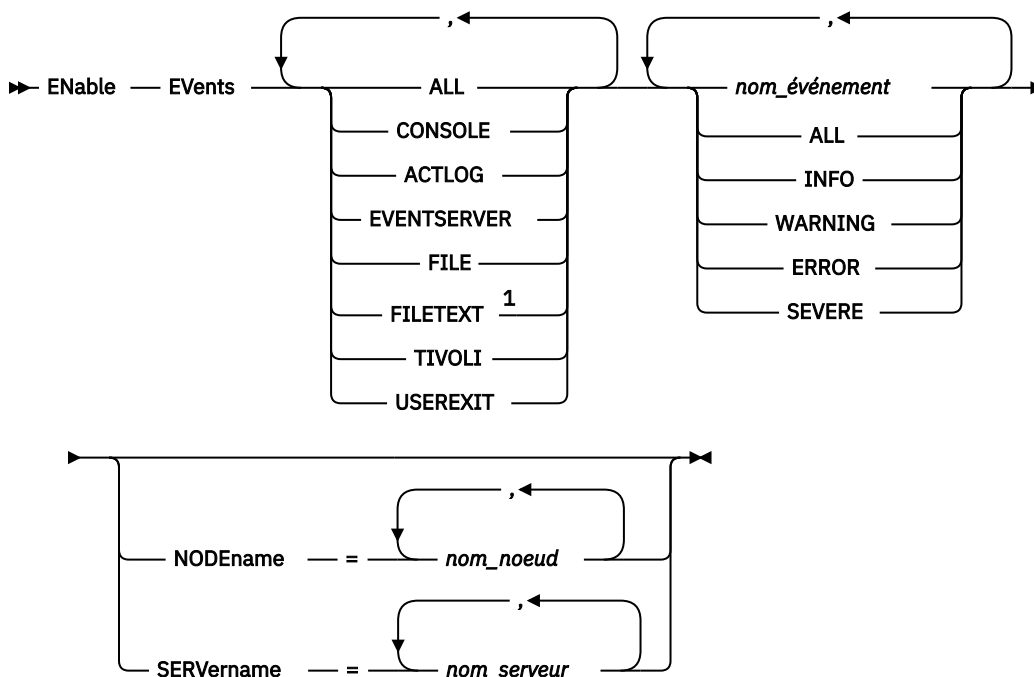 , ,
ENable EVents ALL nom_événement
CONSOLE ALL
ACTLOG INFO
EVENTSERVER WARNING
FILE ERROR
FILETEXT 1 SEVERE
TIVOLI
USEREXIT
,
NODEname = nom_noeud
,
SERVername = nom_serveur